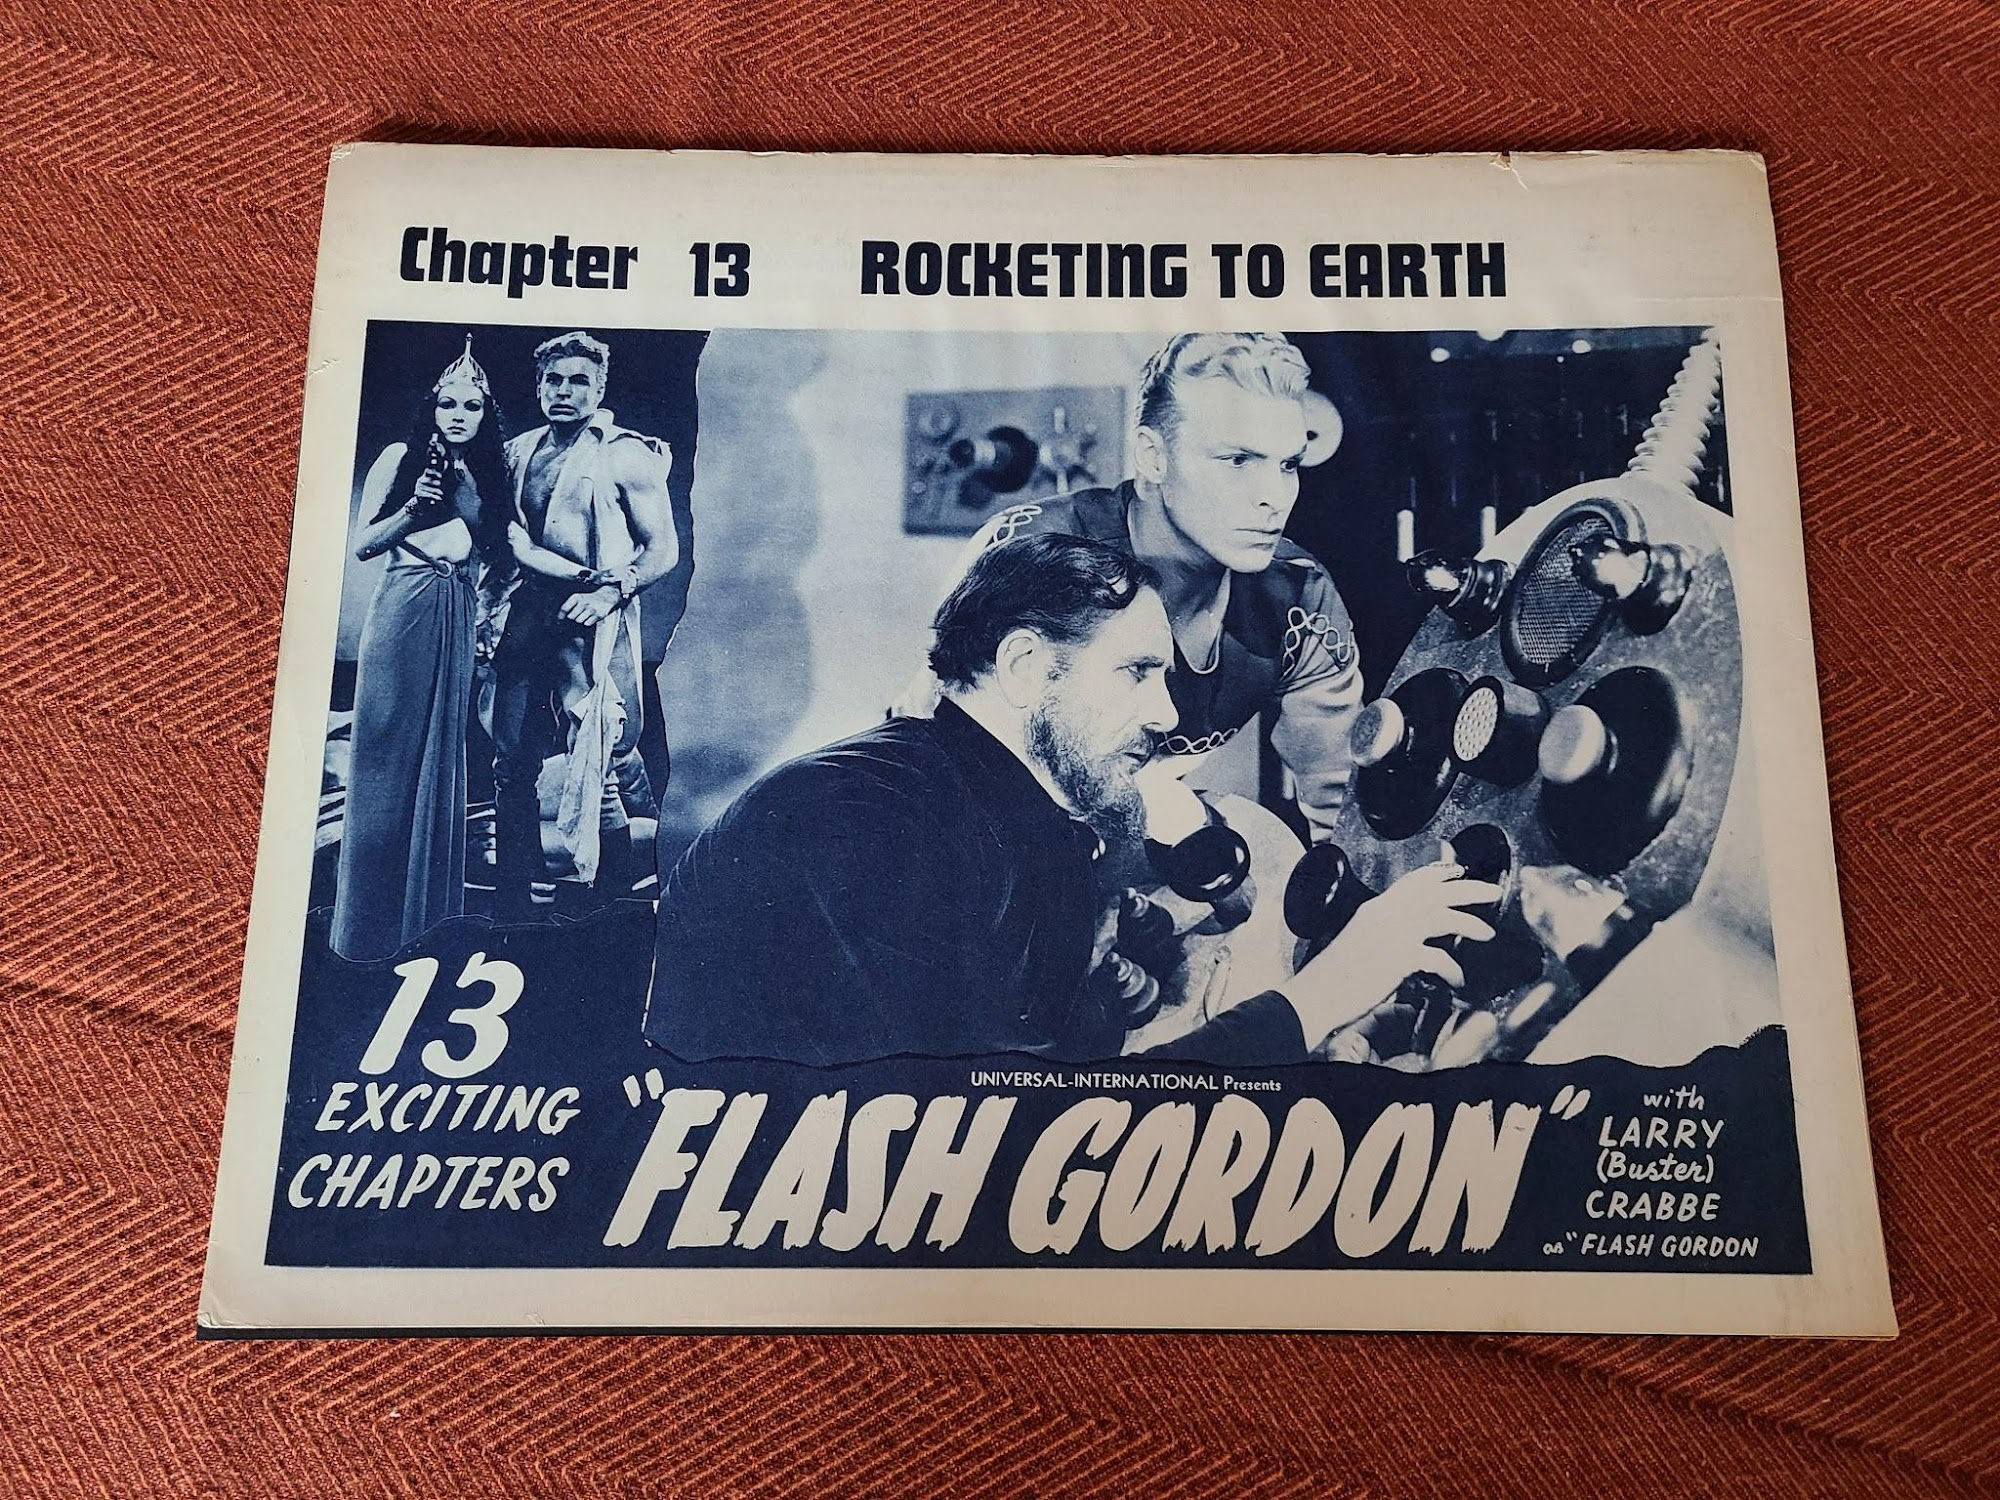 Chapter 13 ROCKETING TO EARTH
13
EXCITING
CHAPTERS
UNIVERSAL-INTERNATIONAL Presents
"FLASH GORDON"
with
LARRY
(Buster)
CRABBE
as "FLASH GORDON